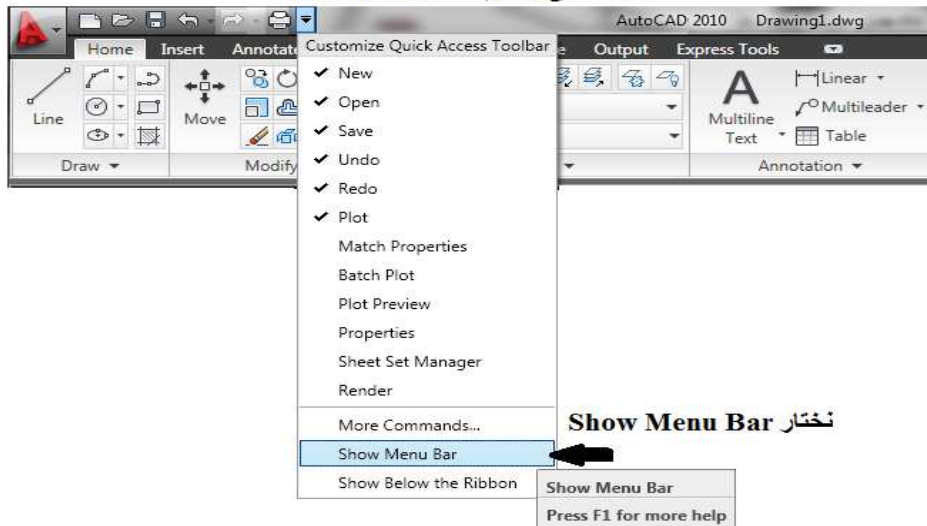 AutoCAD 2010 Drawing1.dwg
Home Insert Annotate Output Express Tools
Customize Quick Access Toolbar
New
Open
Save
Undo
Redo
Plot
Match Properties
Batch Plot
Plot Preview
Properties
Sheet Set Manager
Render
More Commands...
Show Menu Bar
Show Below the Ribbon
Line
Draw
Move
Modify
Multiline
Text
Linear
Multileader
Table
Annotation
نختار Show Menu Bar
Show Menu Bar
Press F1 for more help